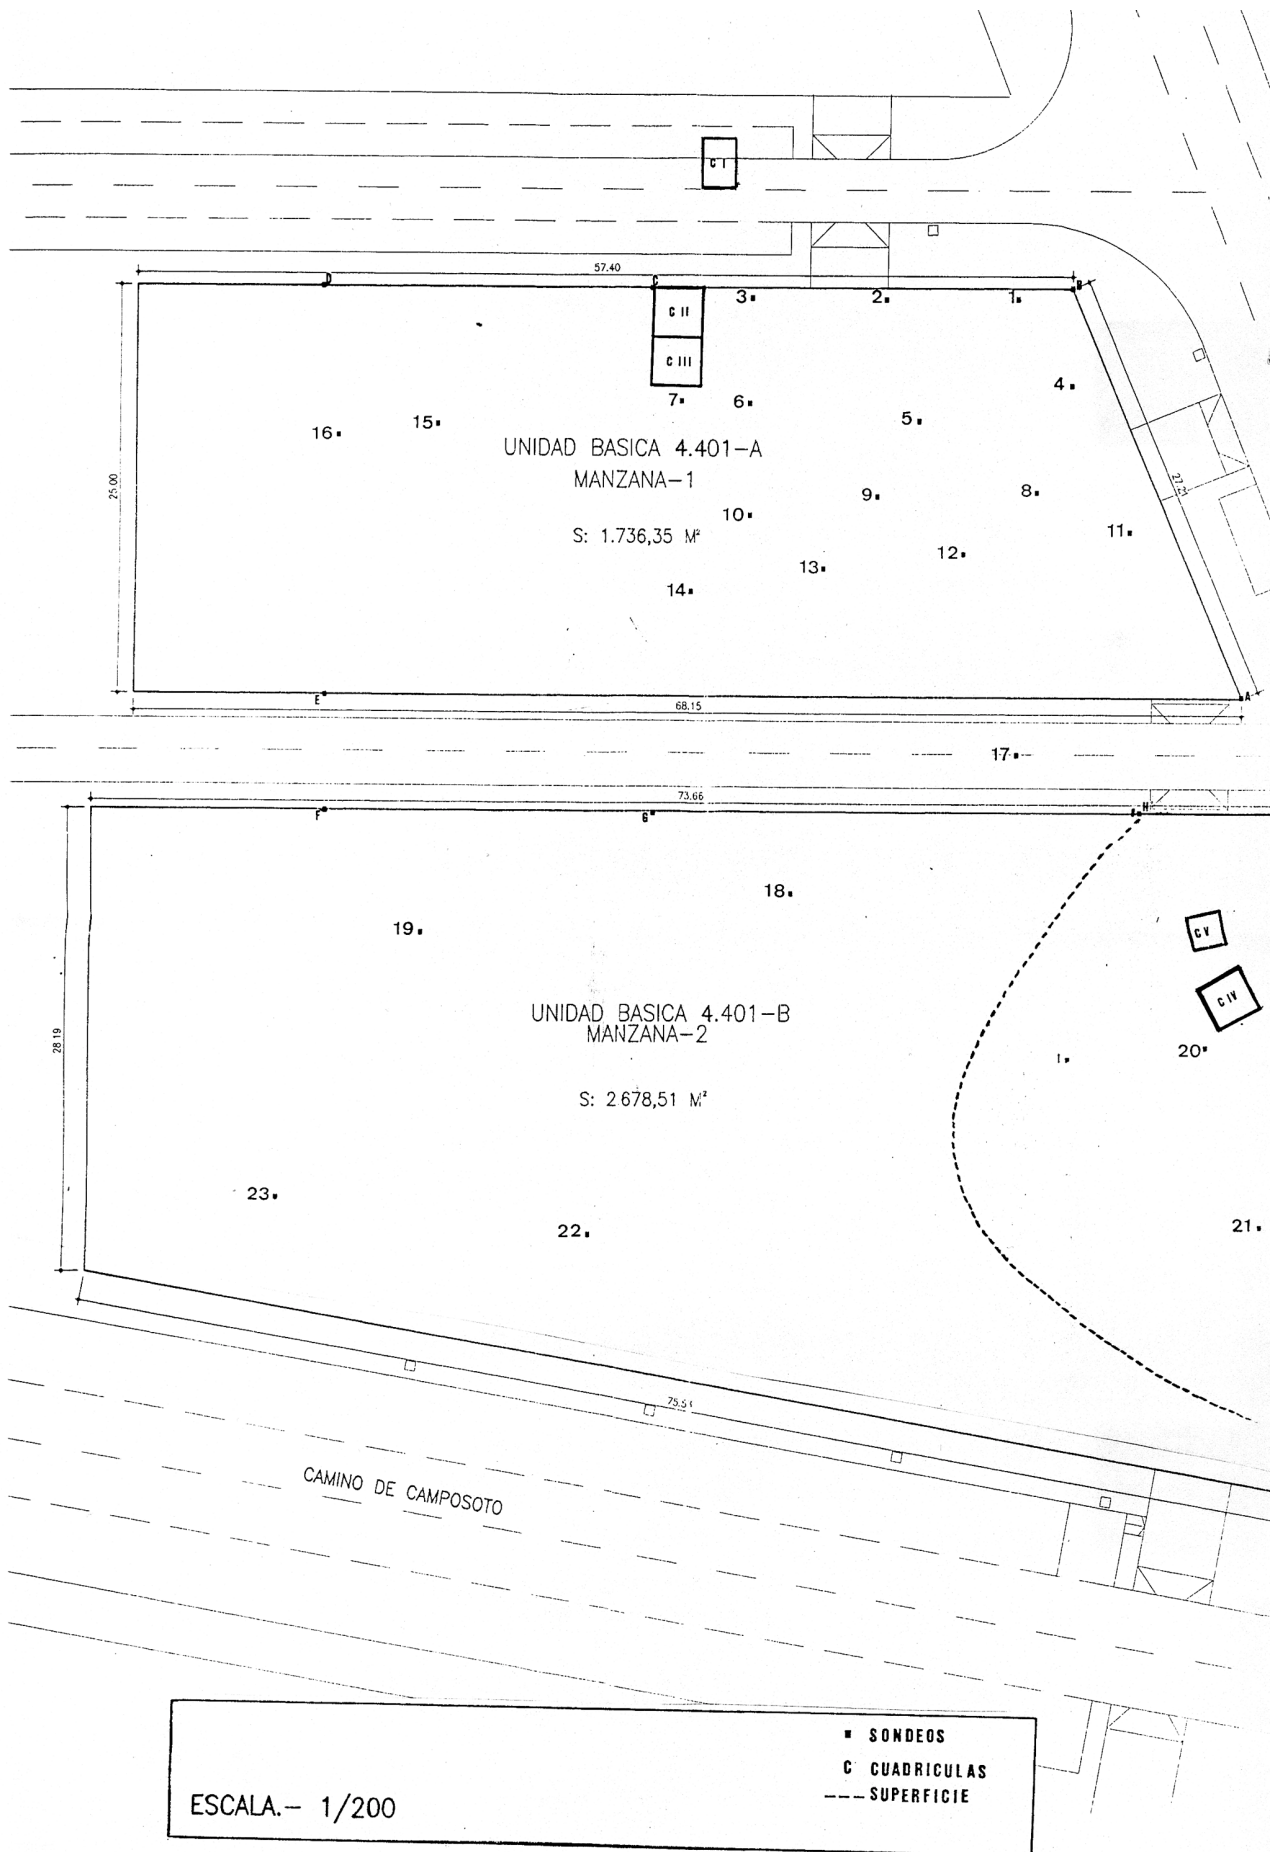 C I
57.40
D
C
B
3
2
1
C II
C III
4
7
6
5
16
15
UNIDAD BASICA 4.401-A
MANZANA-1
25.00
9
8
10
S: 1.736,35 M²
11
12
13
14
E
A
68.15
17
73.66
F
G
H
18
19
C V
C IV
UNIDAD BASICA 4.401-B
MANZANA-2
28.19
20
I
S: 2678,51 M²
23
22
21
75.51
CAMINO DE CAMPOSOTO
SONDEOS
C CUADRICULAS
--- SUPERFICIE
ESCALA.- 1/200